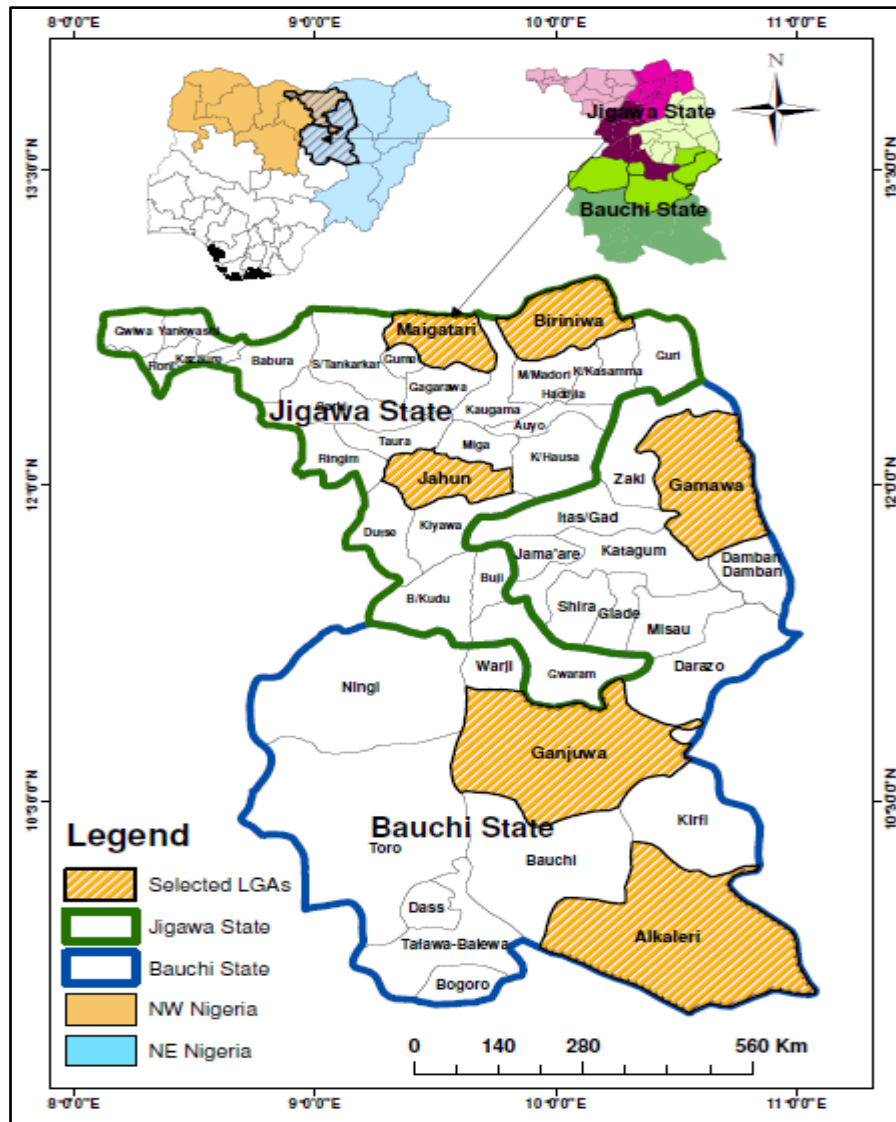 8°0'0"E 9°0'0"E 10°0'0"E 11°0'0"E
N
Jigawa State
Bauchi State
13°30'0"N
13°30'0"N
Maigatari
Biriniwa
Gwiwa Yankwashi
Roni
Kazaure
Babura
S/Tankarkar
Gume
Guri
Gagarawa
M/Madori
K/Kasamma
Hadejia
Jigawa State
Kaugama
Auyo
Taura
Miga
Ringim
K/Hausa
Jahun
Zaki
Gamawa
12°0'0"N
12°0'0"N
Dutse
Kiyawa
Itas/Gad
Jama'are
Katagum
Damban
Damban
Buji
B/Kudu
Shira
Giade
Misau
Warji
Gwaram
Darazo
Ningi
Ganjuwa
10°30'0"N
10°30'0"N
Kirfi
Bauchi State
Toro
Bauchi
Dass
Alkaleri
Tafawa-Balewa
Bogoro
Legend
Selected LGAs
Jigawa State
Bauchi State
NW Nigeria
NE Nigeria
0 140 280 560 Km
8°0'0"E 9°0'0"E 10°0'0"E 11°0'0"E